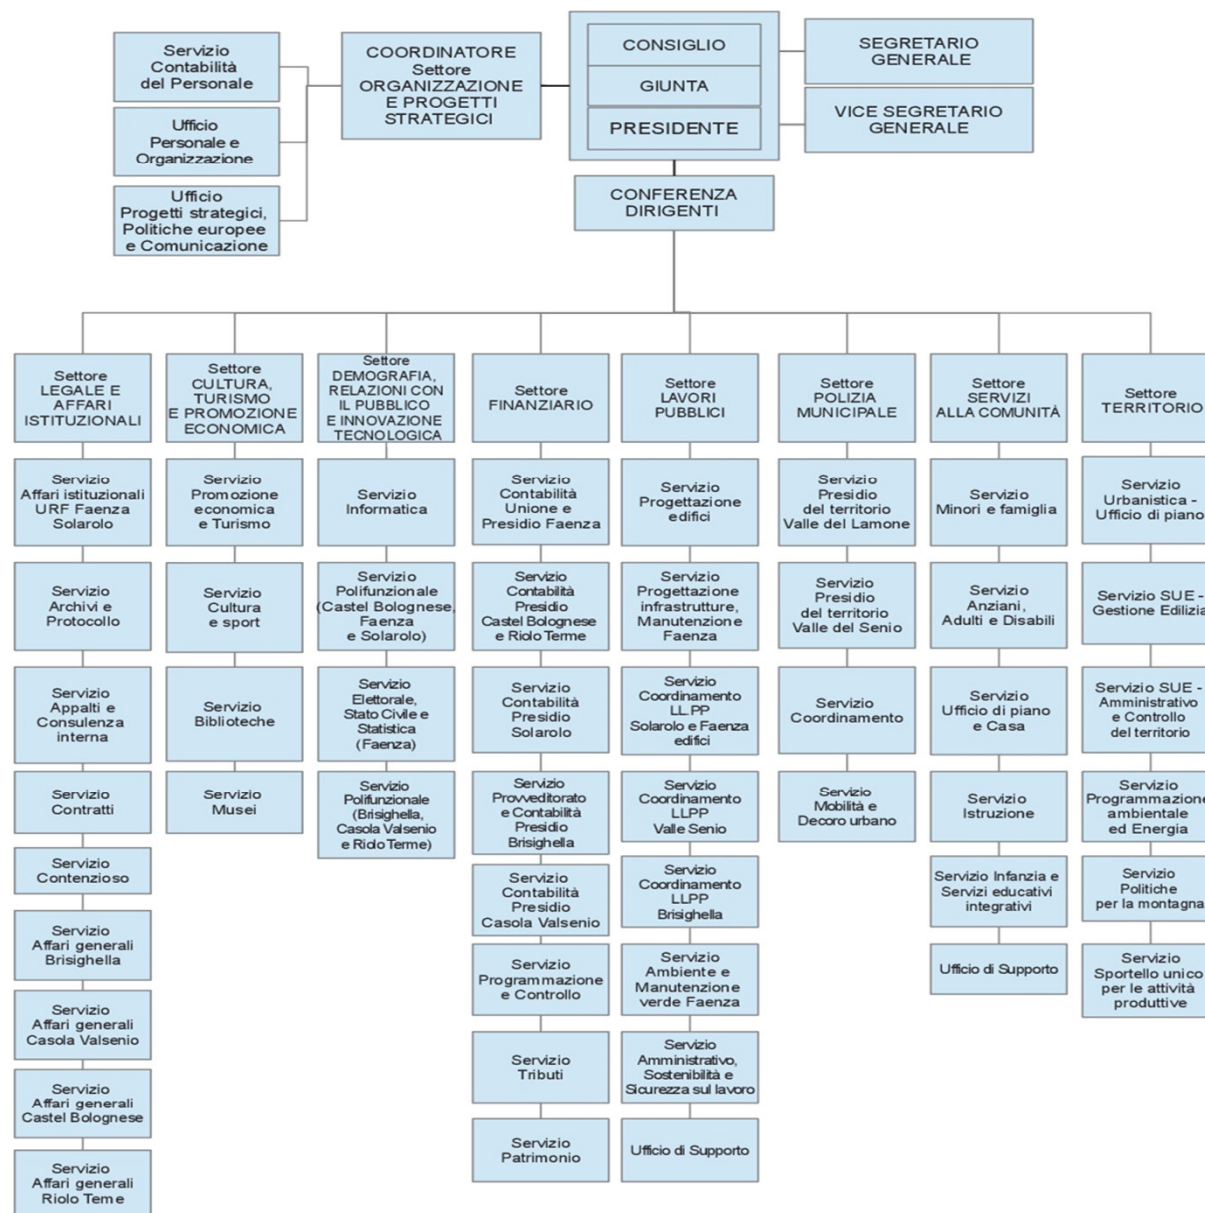 Servizio
Contabilità
del Personale
Ufficio
Personale e
Organizzazione
Ufficio
Progetti strategici,
Politiche europee
e Comunicazione
COORDINATORE
Settore
ORGANIZZAZIONE
E PROGETTI
STRATEGICI
CONSIGLIO
GIUNTA
PRESIDENTE
SEGRETARIO
GENERALE
VICE SEGRETARIO
GENERALE
CONFERENZA
DIRIGENTI
Settore
LEGALE E
AFFARI
ISTITUZIONALI
Servizio
Affari istituzionali
URF Faenza
Solarolo
Servizio
Archivi e
Protocollo
Servizio
Appalti e
Consulenza
interna
Servizio
Contratti
Servizio
Contenzioso
Servizio
Affari generali
Brisighella
Servizio
Affari generali
Casola Valsenio
Servizio
Affari generali
Castel Bolognese
Servizio
Affari generali
Riolo Teme
Settore
CULTURA,
TURISMO
E PROMOZIONE
ECONOMICA
Servizio
Promozione
economica
e Turismo
Servizio
Cultura
e sport
Servizio
Biblioteche
Servizio
Musei
Settore
DEMOGRAFIA,
RELAZIONI CON
IL PUBBLICO
E INNOVAZIONE
TECNOLOGICA
Servizio
Informatica
Servizio
Polifunzionale
(Castel Bolognese,
Faenza
e Solarolo)
Servizio
Elettorale,
Stato Civile e
Statistica
(Faenza)
Servizio
Polifunzionale
(Brisighella,
Casola Valsenio
e Riolo Terme)
Settore
FINANZIARIO
Servizio
Contabilità
Unione e
Presidio Faenza
Servizio
Contabilità
Presidio
Castel Bolognese
e Riolo Terme
Servizio
Contabilità
Presidio
Solarolo
Servizio
Provveditorato
e Contabilità
Presidio
Brisighella
Servizio
Contabilità
Presidio
Casola Valsenio
Servizio
Programmazione
e Controllo
Servizio
Tributi
Servizio
Patrimonio
Settore
LAVORI
PUBBLICI
Servizio
Progettazione
edifici
Servizio
Progettazione
infrastrutture,
Manutenzione
Faenza
Servizio
Coordinamento
LL.PP
Solarolo e Faenza
edifici
Servizio
Coordinamento
LLPP
Valle Senio
Servizio
Coordinamento
LLPP
Brisighella
Servizio
Ambiente e
Manutenzione
verde Faenza
Servizio
Amministrativo,
Sostenibilità e
Sicurezza sul lavoro
Ufficio di Supporto
Settore
POLIZIA
MUNICIPALE
Servizio
Presidio
del territorio
Valle del Lamone
Servizio
Presidio
del territorio
Valle del Senio
Servizio
Coordinamento
Servizio
Mobilità e
Decoro urbano
Settore
SERVIZI
ALLA COMUNITÀ
Servizio
Minori e famiglia
Servizio
Anziani,
Adulti e Disabili
Servizio
Ufficio di piano
e Casa
Servizio
Istruzione
Servizio Infanzia e
Servizi educativi
integrativi
Ufficio di Supporto
Settore
TERRITORIO
Servizio
Urbanistica -
Ufficio di piano
Servizio SUE -
Gestione Edilizia
Servizio SUE -
Amministrativo
e Controllo
del territorio
Servizio
Programmazione
ambientale
ed Energia
Servizio
Politiche
per la montagna
Servizio
Sportello unico
per le attività
produttive